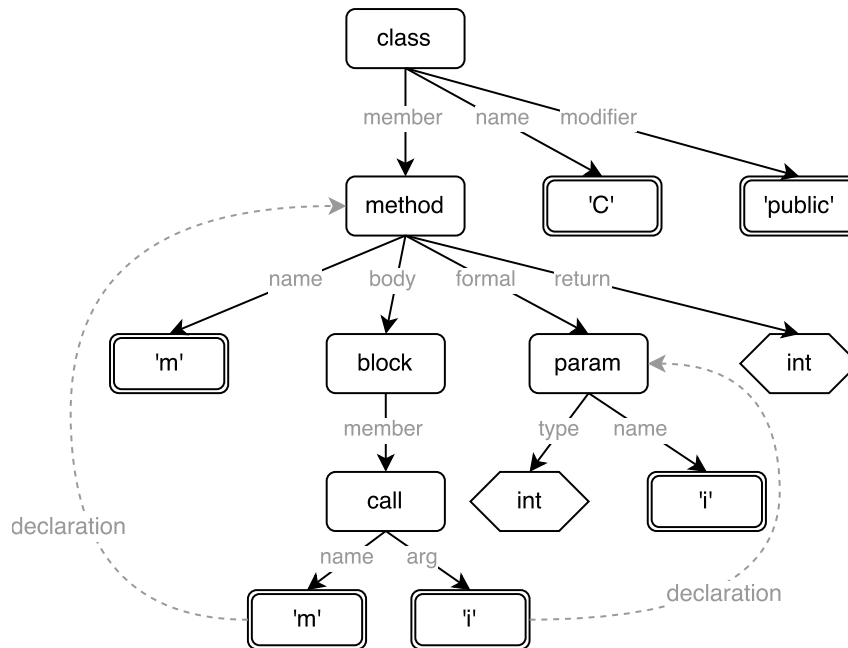 class
member
name
modifier
method
'C'
'public'
name
body
formal
return
'm'
block
param
int
member
type
name
call
int
'i'
declaration
name
arg
declaration
'm'
'i'